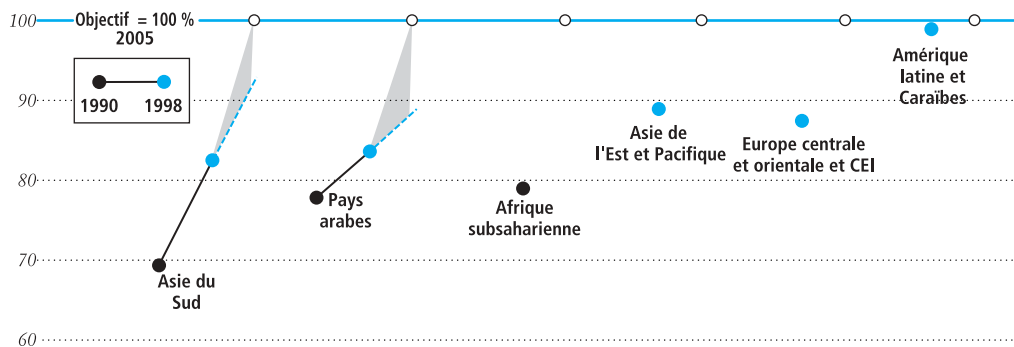 100
Objectif = 100 %
2005
1990 1998
90
80
70
60
Asie du
Sud
Pays
arabes
Afrique
subsaharienne
Asie de
l'Est et Pacifique
Europe centrale
et orientale et CEI
Amérique
latine et
Caraïbes